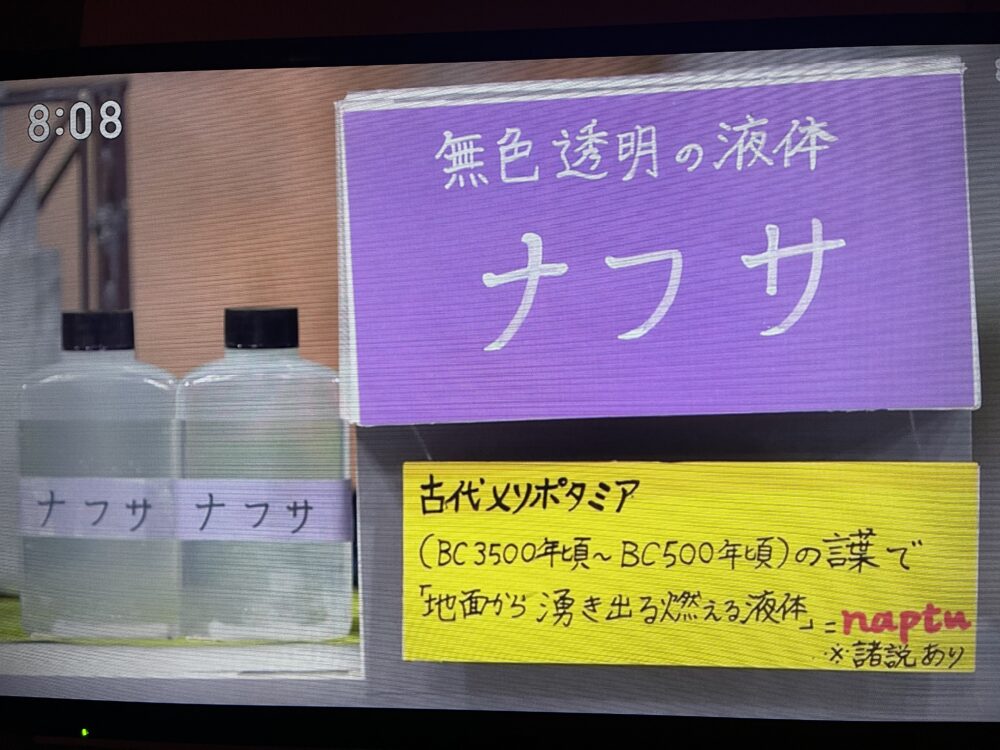 8:08
無色透明の液体
ナフサ
ナフサ
ナフサ
古代メソポタミア
(BC3500年頃～BC500年頃)の言葉で
「地面から湧き出る燃える液体」=naptu
※諸説あり